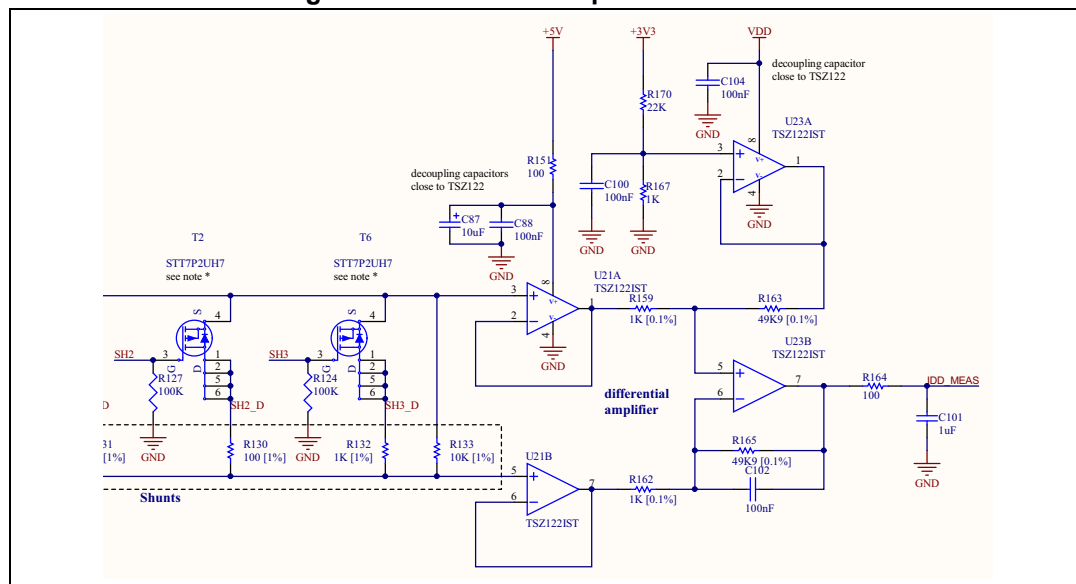 +5V
+3V3
VDD
decoupling capacitor
close to TSZ122
C104
100nF
GND
R170
22K
U23A
TSZ122IST
8
3
V+
1
2
V-
4
GND
R151
100
C100
100nF
GND
R167
1K
GND
decoupling capacitors
close to TSZ122
C87
10uF
C88
100nF
GND
T2
STT7P2UH7
see note *
T6
STT7P2UH7
see note *
U21A
TSZ122IST
8
3
V+
1
2
V-
4
GND
R159
1K [0.1%]
R163
49K9 [0.1%]
S
4
SH2
3
G
D
1
2
5
6
R127
100K
GND
SH2_D
S
4
SH3
3
G
D
1
2
5
6
R124
100K
GND
SH3_D
D
differential
amplifier
U23B
TSZ122IST
5
6
7
R164
100
IDD_MEAS
C101
1uF
GND
31
[1%]
R130
100 [1%]
R132
1K [1%]
R133
10K [1%]
Shunts
U21B
5
6
7
TSZ122IST
R162
1K [0.1%]
R165
49K9 [0.1%]
C102
100nF